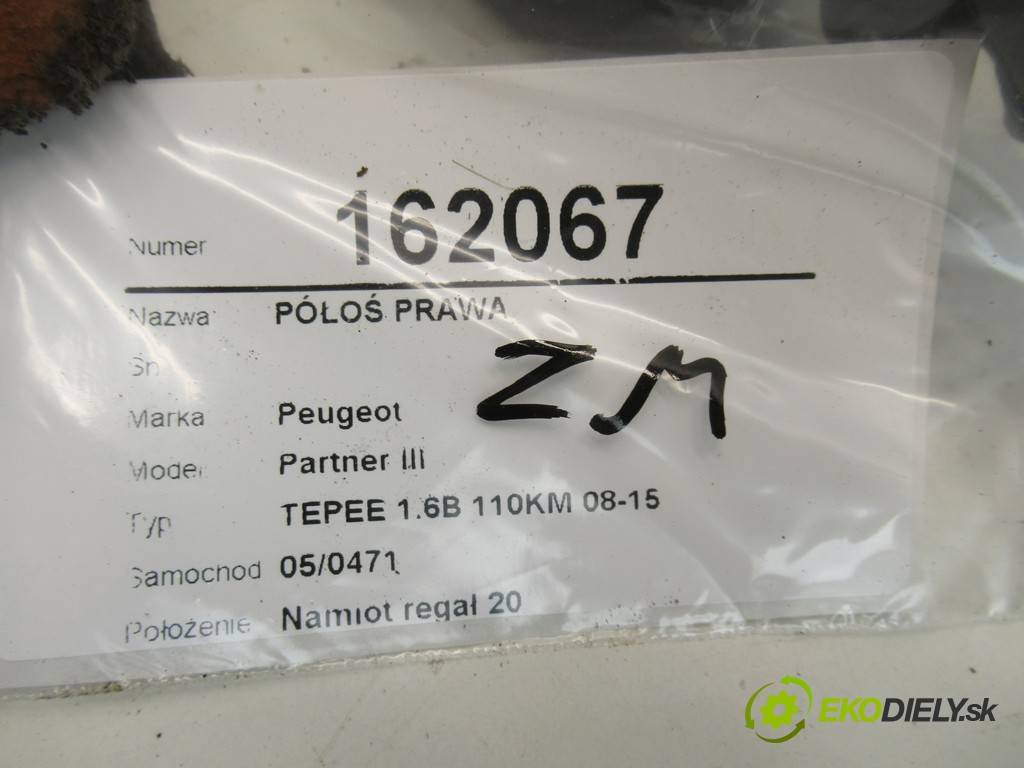 Numer 162067
Nazwa PÓŁOŚ PRAWA
Sn
ZM
Marka Peugeot
Model Partner III
Typ TEPEE 1.6B 110KM 08-15
Samochod 05/0471
Położenie Namiot regał 20
EKODIELY.sk